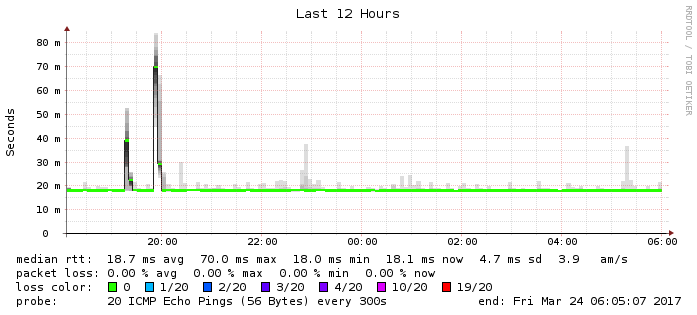 Last 12 Hours
RRDTOOL / TOBI OETIKER
Seconds
80 m
70 m
60 m
50 m
40 m
30 m
20 m
10 m
0
20:00 22:00 00:00 02:00 04:00 06:00
median rtt: 18.7 ms avg 70.0 ms max 18.0 ms min 18.1 ms now 4.7 ms sd 3.9 am/s
packet loss: 0.00 % avg 0.00 % max 0.00 % min 0.00 % now
loss color: 0 1/20 2/20 3/20 4/20 10/20 19/20
probe: 20 ICMP Echo Pings (56 Bytes) every 300s end: Fri Mar 24 06:05:07 2017